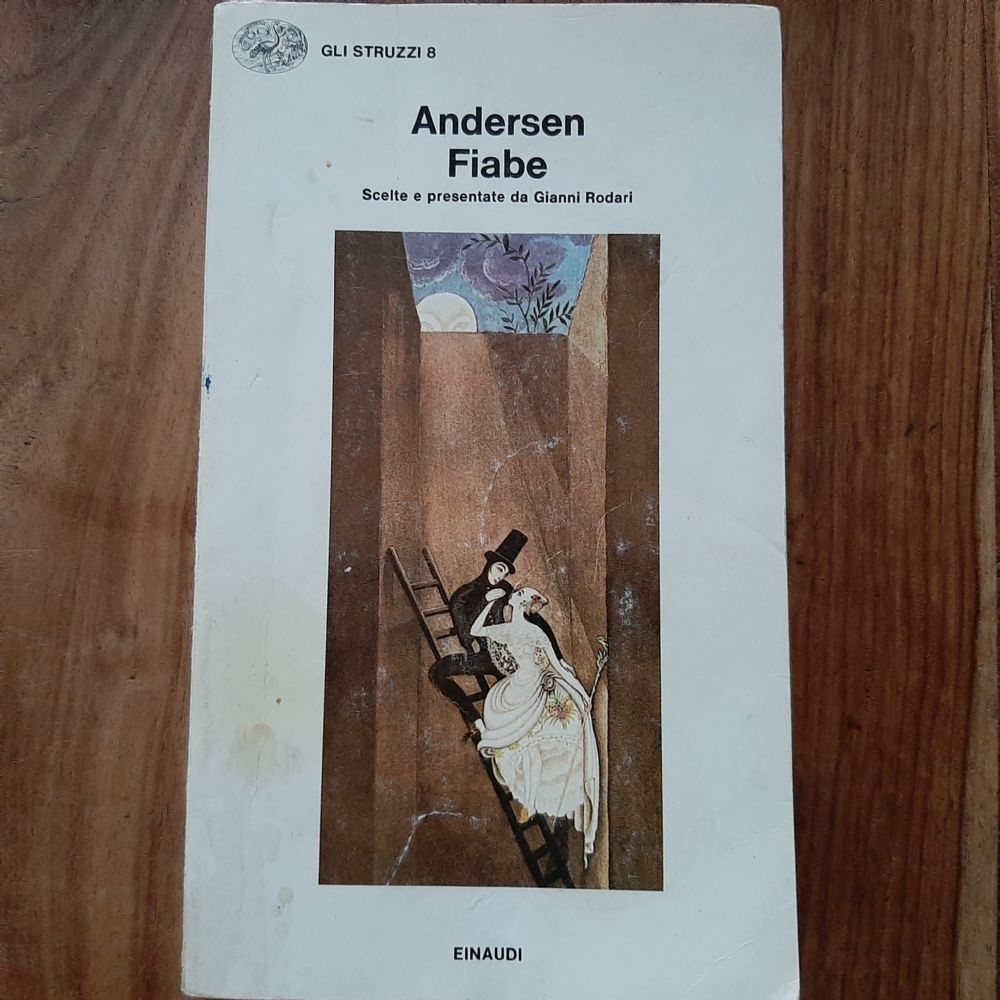 GLI STRUZZI 8
Andersen
Fiabe
Scelte e presentate da Gianni Rodari
EINAUDI